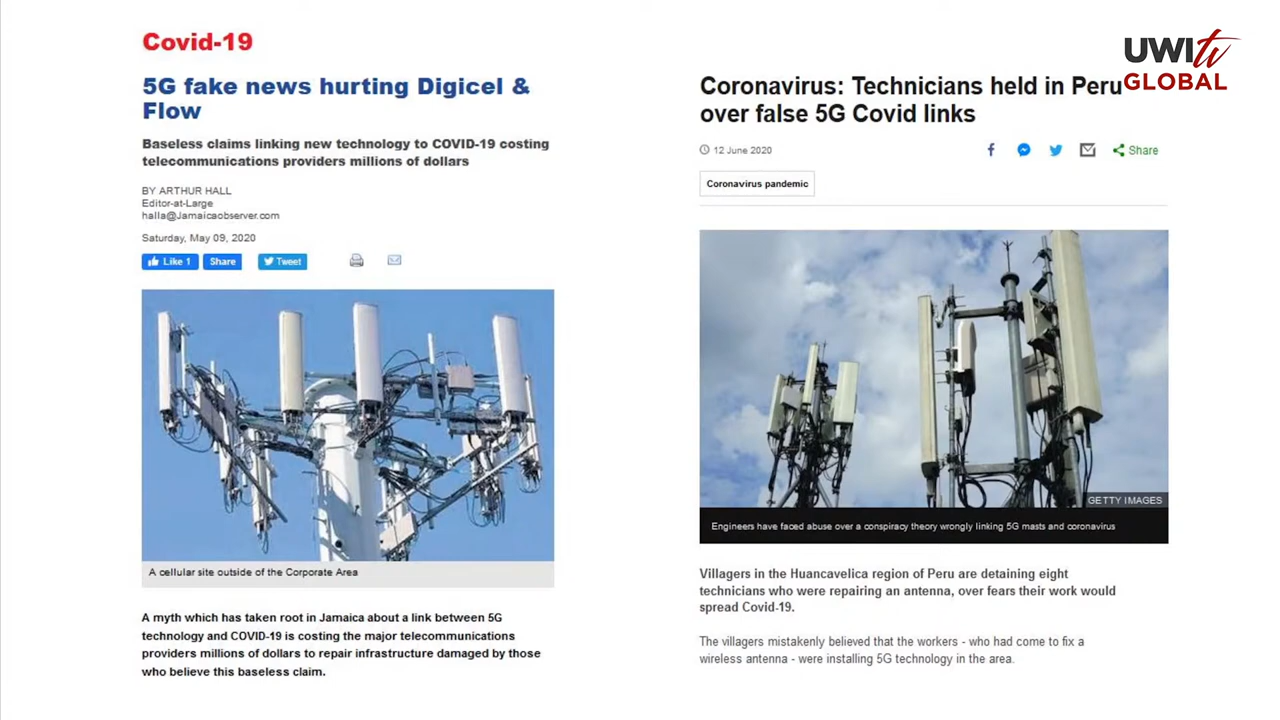 UWI tv
GLOBAL
Covid-19
5G fake news hurting Digicel &
Flow
Baseless claims linking new technology to COVID-19 costing
telecommunications providers millions of dollars
BY ARTHUR HALL
Editor-at-Large
halla@Jamaicaobserver.com
Saturday, May 09, 2020
Like 1
Share
Tweet
A cellular site outside of the Corporate Area
A myth which has taken root in Jamaica about a link between 5G
technology and COVID-19 is costing the major telecommunications
providers millions of dollars to repair infrastructure damaged by those
who believe this baseless claim.
Coronavirus: Technicians held in Peru
over false 5G Covid links
12 June 2020
Share
Coronavirus pandemic
GETTY IMAGES
Engineers have faced abuse over a conspiracy theory wrongly linking 5G masts and coronavirus
Villagers in the Huancavelica region of Peru are detaining eight
technicians who were repairing an antenna, over fears their work would
spread Covid-19.
The villagers mistakenly believed that the workers - who had come to fix a
wireless antenna - were installing 5G technology in the area.